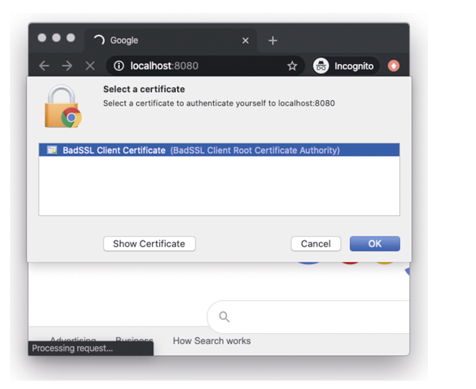 Google
localhost:8080
Incognito
Select a certificate
Select a certificate to authenticate yourself to localhost:8080
BadSSL Client Certificate (BadSSL Client Root Certificate Authority)
Show Certificate
Cancel
OK
Advertising Business How Search works
Processing request...